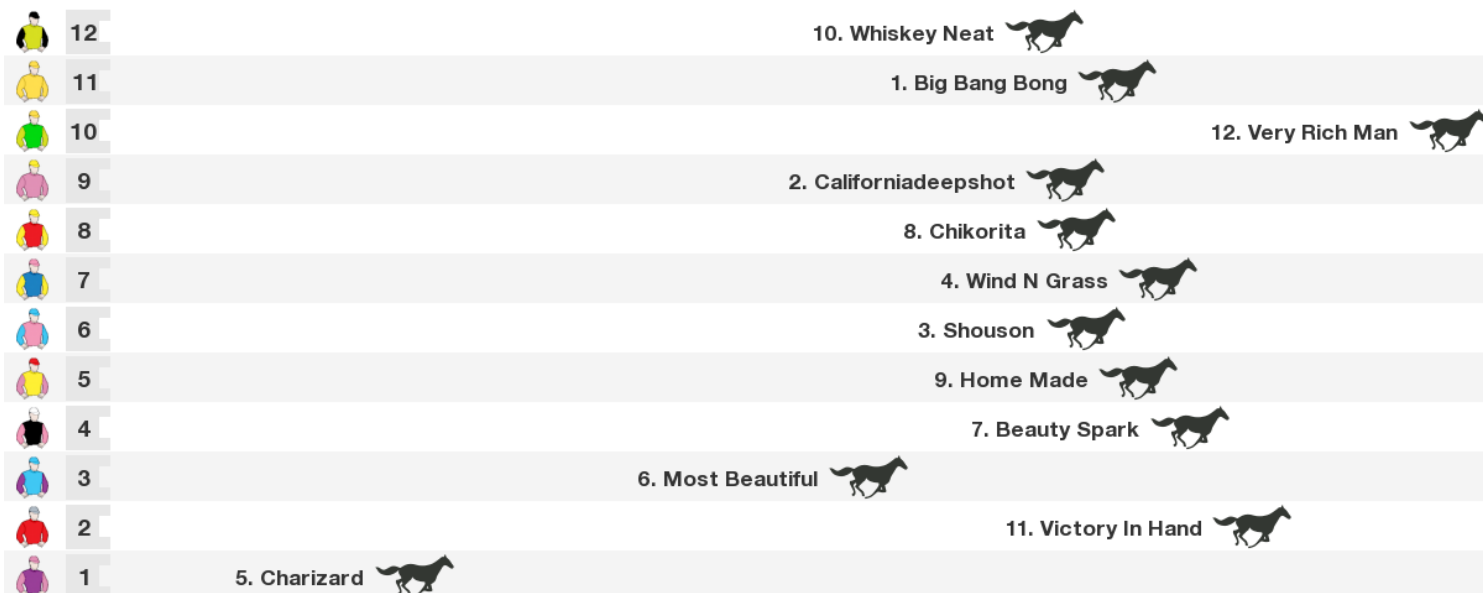 12 10. Whiskey Neat
11 1. Big Bang Bong
10 12. Very Rich Man
9 2. Californiadeepshot
8 8. Chikorita
7 4. Wind N Grass
6 3. Shouson
5 9. Home Made
4 7. Beauty Spark
3 6. Most Beautiful
2 11. Victory In Hand
1 5. Charizard